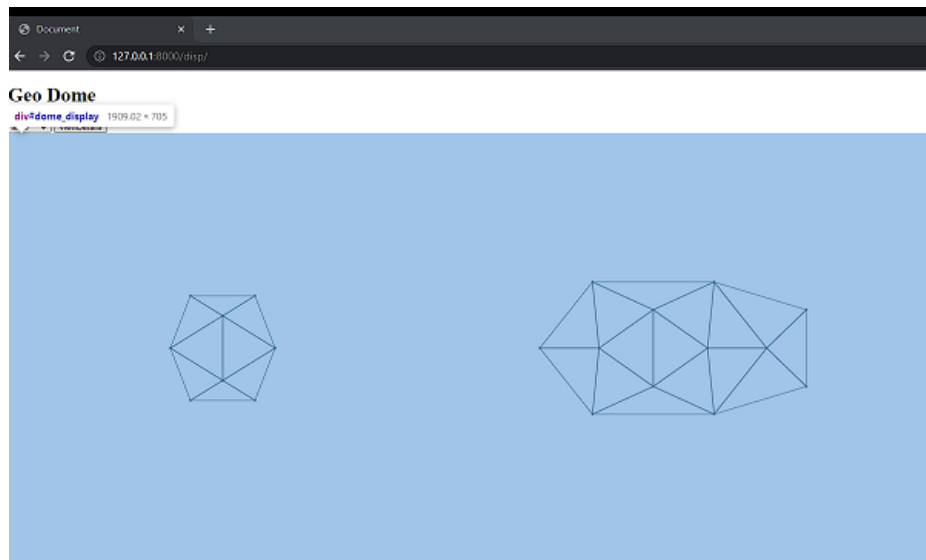 Document
127.0.0.1:8000/disp/
Geo Dome
div#dome_display 1909.02 × 705